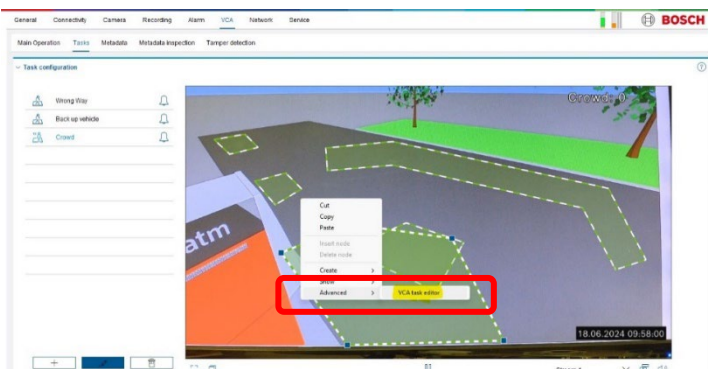 General Connectivity Camera Recording Alarm VCA Network Service
BOSCH
Main Operation Tasks Metadata Metadata inspection Tamper detection
Task configuration
Wrong Way
Back up vehicle
Crowd
Crowd: 0
atm
Cut
Copy
Paste
Insert node
Delete node
Create >
Show >
Advanced >
VCA task editor
18.06.2024 09:58:00
Stream 1